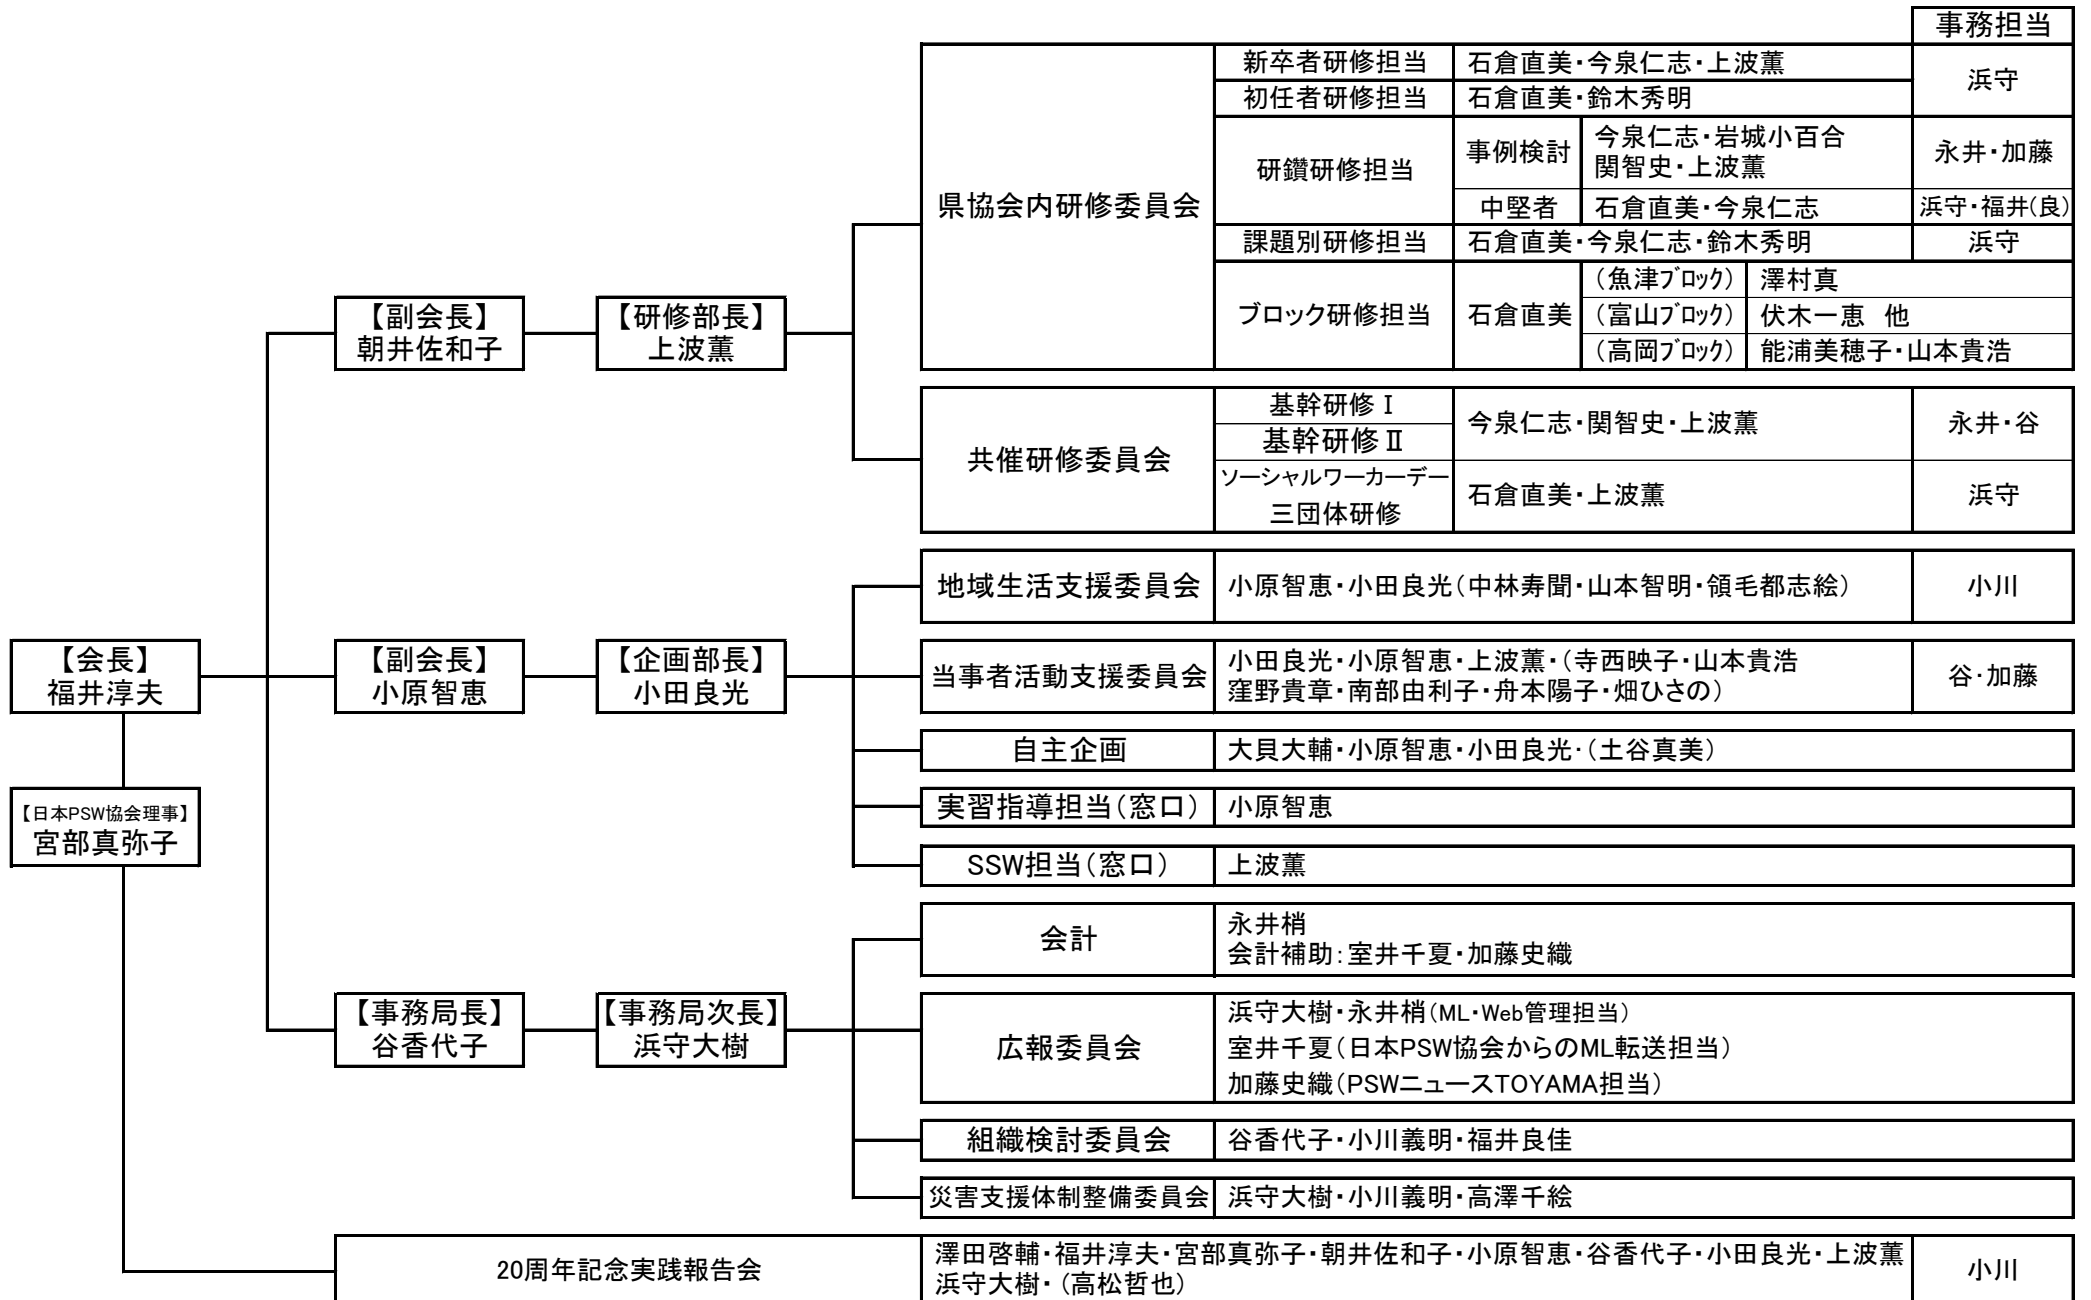 事務担当
県協会内研修委員会
新卒者研修担当
石倉直美・今泉仁志・上波薫
浜守
初任者研修担当
石倉直美・鈴木秀明
研鑽研修担当
事例検討
今泉仁志・岩城小百合
関智史・上波薫
永井・加藤
中堅者
石倉直美・今泉仁志
浜守・福井(良)
課題別研修担当
石倉直美・今泉仁志・鈴木秀明
浜守
ブロック研修担当
石倉直美
(魚津ブロック)
澤村真
(富山ブロック)
伏木一恵 他
(高岡ブロック)
能浦美穂子・山本貴浩
【副会長】
朝井佐和子
【研修部長】
上波薫
共催研修委員会
基幹研修Ⅰ
基幹研修Ⅱ
今泉仁志・関智史・上波薫
永井・谷
ソーシャルワーカーデー
三団体研修
石倉直美・上波薫
浜守
地域生活支援委員会
小原智恵・小田良光(中林寿聞・山本智明・領毛都志絵)
小川
【会長】
福井淳夫
【副会長】
小原智恵
【企画部長】
小田良光
当事者活動支援委員会
小田良光・小原智恵・上波薫・(寺西映子・山本貴浩
窪野貴章・南部由利子・舟本陽子・畑ひさの)
谷・加藤
自主企画
大貝大輔・小原智恵・小田良光・(土谷真美)
【日本PSW協会理事】
宮部真弥子
実習指導担当(窓口)
小原智恵
SSW担当(窓口)
上波薫
会計
永井梢
会計補助:室井千夏・加藤史織
【事務局長】
谷香代子
【事務局次長】
浜守大樹
広報委員会
浜守大樹・永井梢(ML・Web管理担当)
室井千夏(日本PSW協会からのML転送担当)
加藤史織(PSWニュースTOYAMA担当)
組織検討委員会
谷香代子・小川義明・福井良佳
災害支援体制整備委員会
浜守大樹・小川義明・高澤千絵
20周年記念実践報告会
澤田啓輔・福井淳夫・宮部真弥子・朝井佐和子・小原智恵・谷香代子・小田良光・上波薫
浜守大樹・(高松哲也)
小川